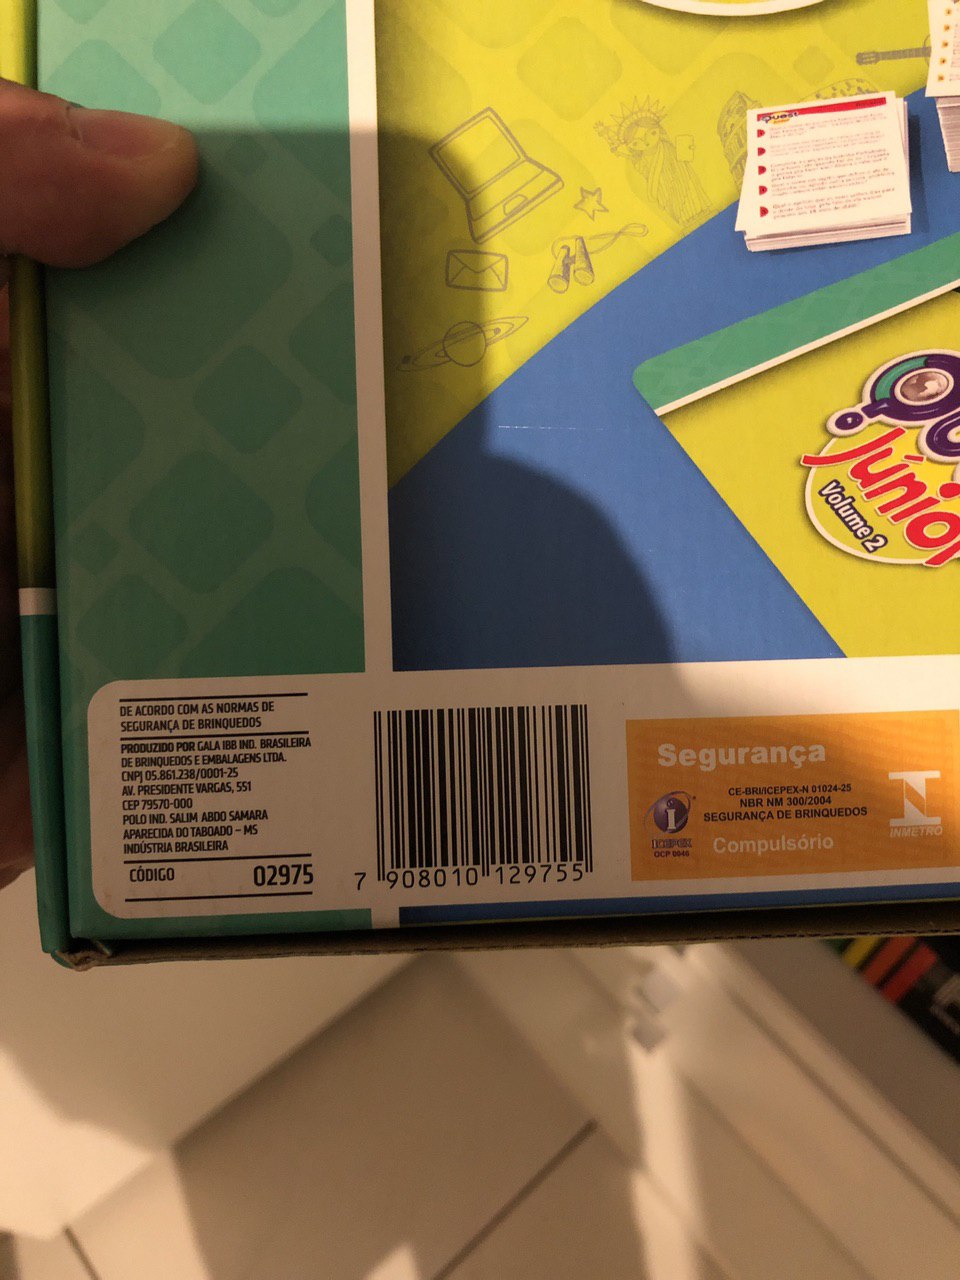 Quest
Júnior
Volume 2
DE ACORDO COM AS NORMAS DE
SEGURANÇA DE BRINQUEDOS
PRODUZIDO POR GALA IBB IND. BRASILEIRA
DE BRINQUEDOS E EMBALAGENS LTDA.
CNPJ 05.861.238/0001-25
AV. PRESIDENTE VARGAS, 551
CEP 79570-000
POLO IND. SALIM ABDO SAMARA
APARECIDA DO TABOADO – MS
INDÚSTRIA BRASILEIRA
CÓDIGO 02975
7 908010 129755
Segurança
CE-BRI/ICEPEX-N 01024-25
NBR NM 300/2004
SEGURANÇA DE BRINQUEDOS
ICEPEX
OCP 0046
Compulsório
INMETRO